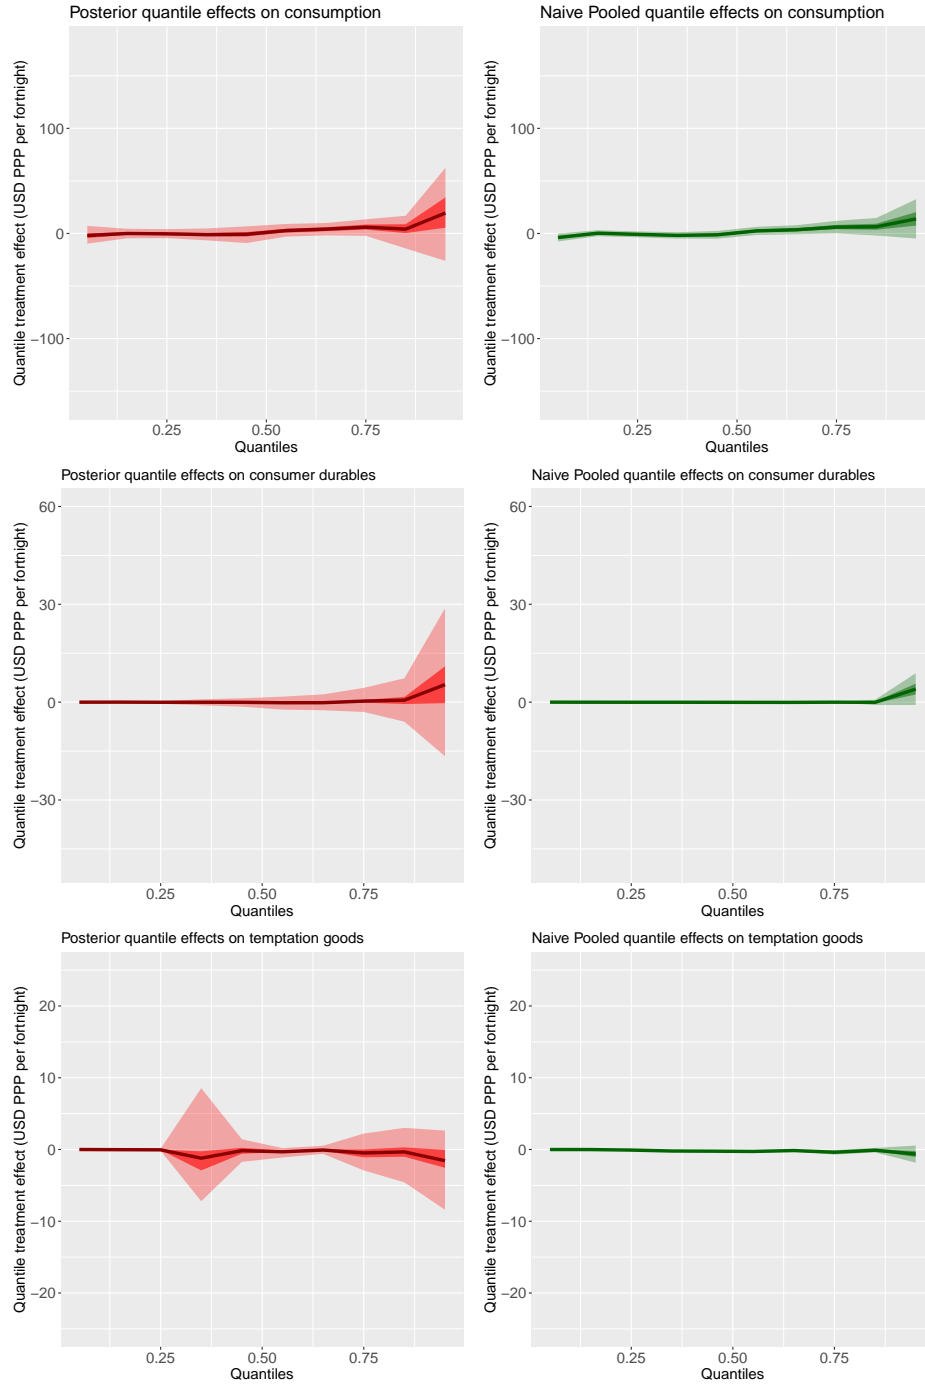 Posterior quantile effects on consumption
Quantile treatment effect (USD PPP per fortnight)
100
0
−100
0.25 0.50 0.75
Quantiles
Naive Pooled quantile effects on consumption
Quantile treatment effect (USD PPP per fortnight)
100
0
−100
0.25 0.50 0.75
Quantiles
Posterior quantile effects on consumer durables
Quantile treatment effect (USD PPP per fortnight)
60
30
0
−30
0.25 0.50 0.75
Quantiles
Naive Pooled quantile effects on consumer durables
Quantile treatment effect (USD PPP per fortnight)
60
30
0
−30
0.25 0.50 0.75
Quantiles
Posterior quantile effects on temptation goods
Quantile treatment effect (USD PPP per fortnight)
20
10
0
−10
−20
0.25 0.50 0.75
Quantiles
Naive Pooled quantile effects on temptation goods
Quantile treatment effect (USD PPP per fortnight)
20
10
0
−10
−20
0.25 0.50 0.75
Quantiles